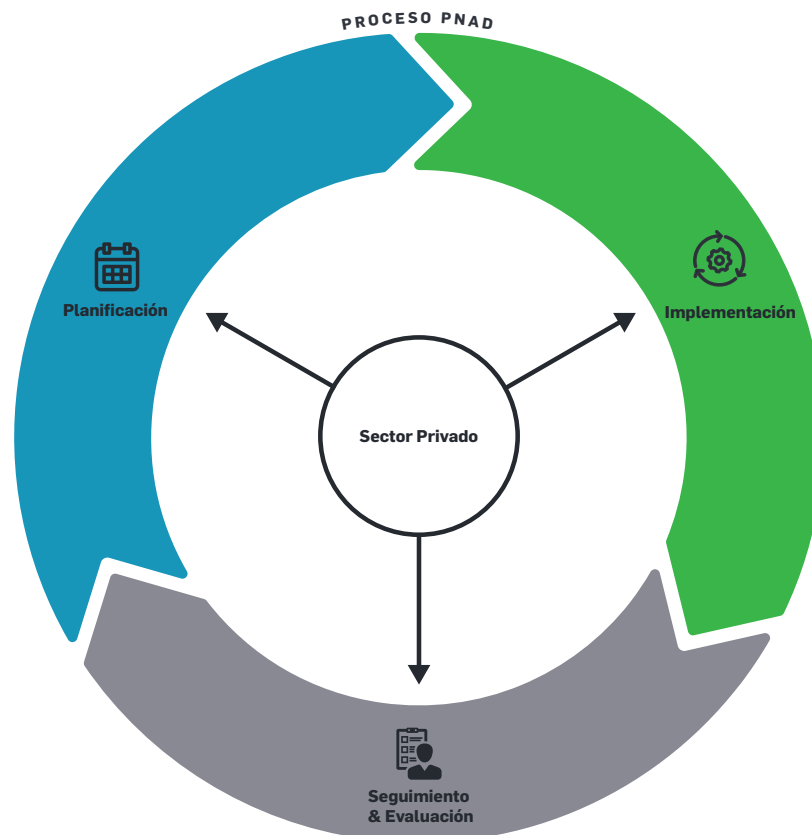 PROCESO PNAD
Planificación
Implementación
Sector Privado
Seguimiento
& Evaluación